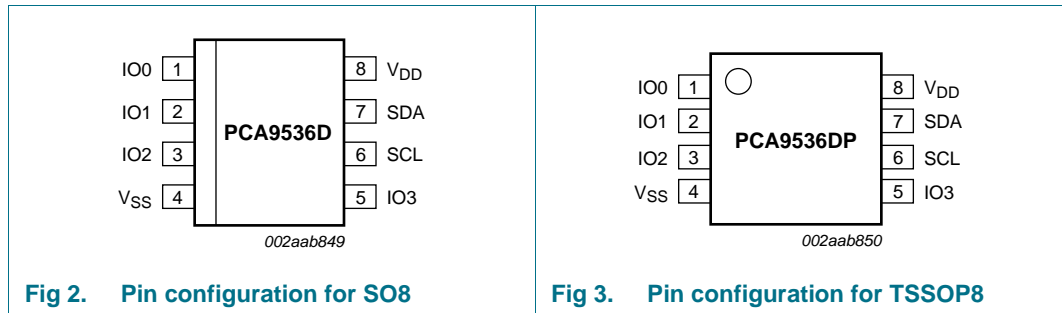 IO0 1 8 VDD
IO1 2 7 SDA
PCA9536D
IO2 3 6 SCL
VSS 4 5 IO3
002aab849
Fig 2. Pin configuration for SO8
IO0 1 8 VDD
IO1 2 7 SDA
PCA9536DP
IO2 3 6 SCL
VSS 4 5 IO3
002aab850
Fig 3. Pin configuration for TSSOP8